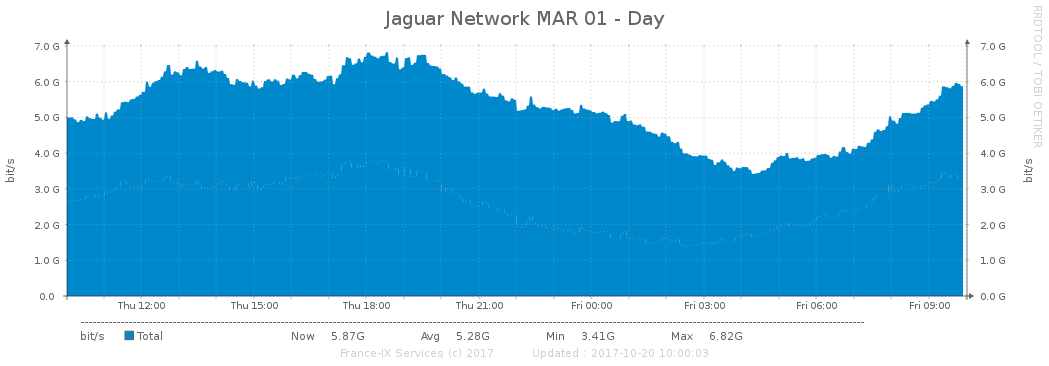 Jaguar Network MAR 01 - Day
RRDTOOL / TOBI OETIKER
bit/s
7.0 G
6.0 G
5.0 G
4.0 G
3.0 G
2.0 G
1.0 G
0.0
7.0 G
6.0 G
5.0 G
4.0 G
3.0 G
2.0 G
1.0 G
0.0 G
bit/s
Thu 12:00 Thu 15:00 Thu 18:00 Thu 21:00 Fri 00:00 Fri 03:00 Fri 06:00 Fri 09:00
bit/s Total Now 5.87G Avg 5.28G Min 3.41G Max 6.82G
France-IX Services (c) 2017 Updated : 2017-10-20 10:00:03